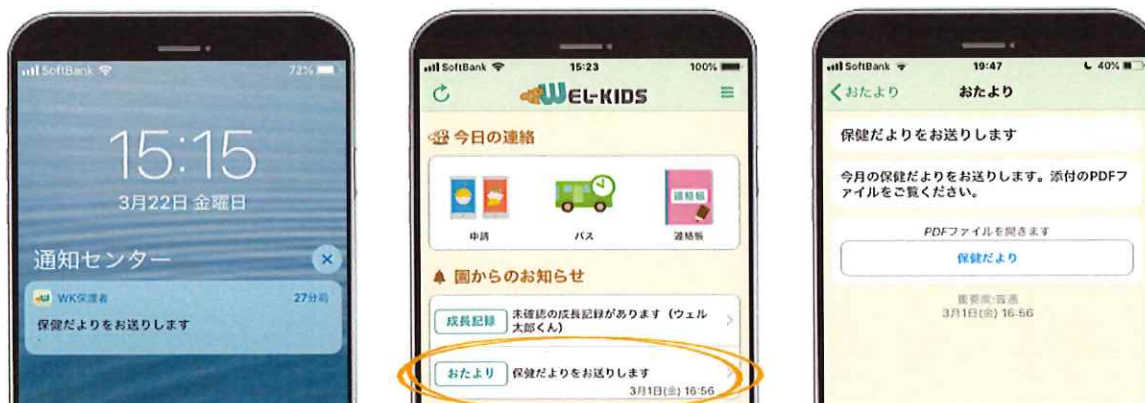 SoftBank
72%
15:15
3月22日 金曜日
通知センター
WK保護者
27分前
保健だよりをお送りします
SoftBank
15:23
100%
WEL-KIDS
今日の連絡
連絡帳
申請
バス
連絡帳
園からのお知らせ
成長記録
未確認の成長記録があります（ウェル
太郎くん）
おたより
保健だよりをお送りします
3月1日(金) 16:56
SoftBank
19:47
40%
おたより
おたより
保健だよりをお送りします
今月の保健だよりをお送りします。添付のPDFフ
ァイルをご覧ください。
PDFファイルを開きます
保健だより
重要度:普通
3月1日(金) 16:56